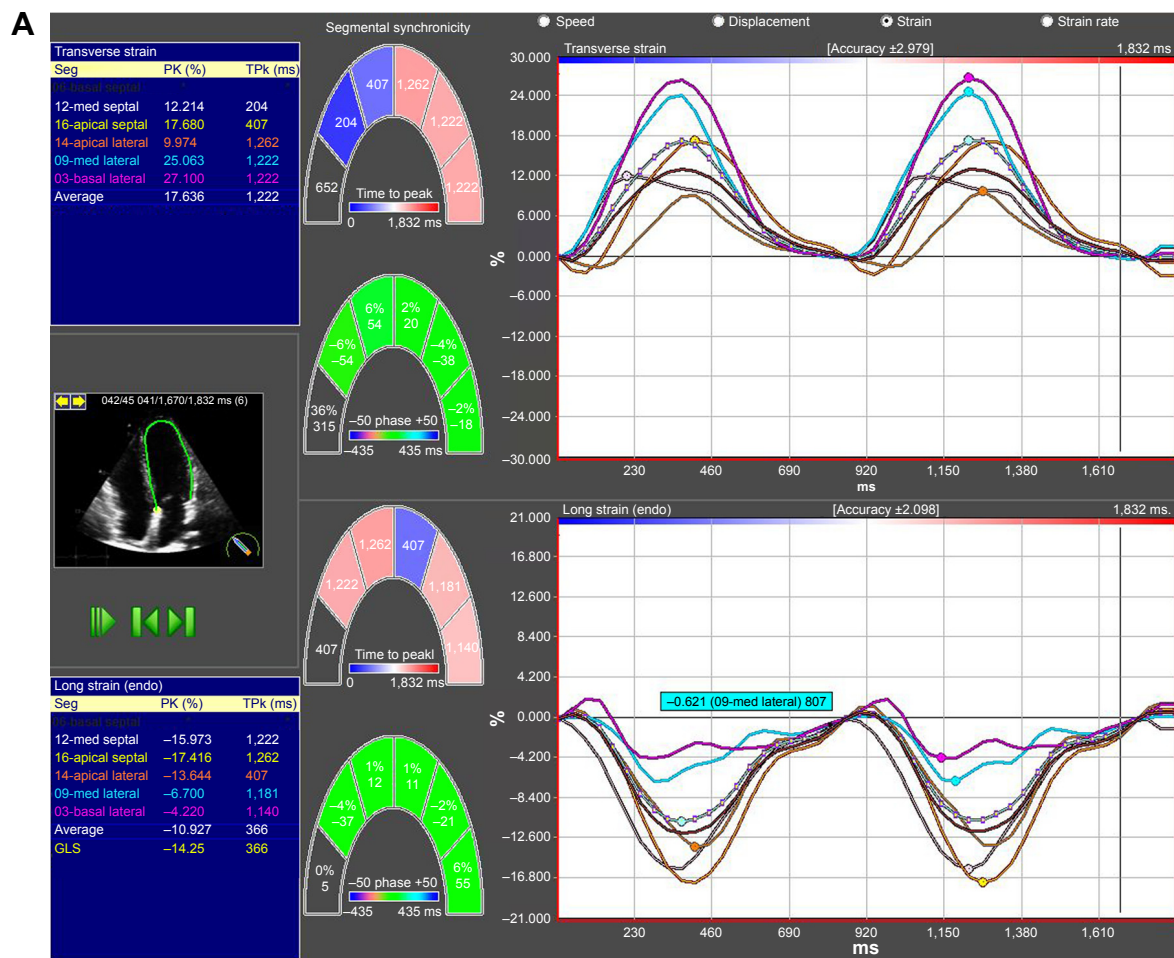 A
Segmental synchronicity
Speed
Displacement
Strain
Strain rate
Transverse strain
Seg PK (%) TPk (ms)
06-basal septal * *
12-med septal 12.214 204
16-apical septal 17.680 407
14-apical lateral 9.974 1,262
09-med lateral 25.063 1,222
03-basal lateral 27.100 1,222
Average 17.636 1,222
407 1,262
204 1,222
652 1,222
Time to peak
0 1,832 ms
6% 2%
54 20
–6% –4%
–54 –38
36% –2%
315 –18
–50 phase +50
–435 435 ms
Transverse strain [Accuracy ±2.979] 1,832 ms
30.000
24.000
18.000
12.000
6.000
0.000
–6.000
–12.000
–18.000
–24.000
–30.000
%
230 460 690 920 1,150 1,380 1,610
ms
042/45 041/1,670/1,832 ms (6)
Long strain (endo)
Seg PK (%) TPk (ms)
06-basal septal * *
12-med septal –15.973 1,222
16-apical septal –17.416 1,262
14-apical lateral –13.644 407
09-med lateral –6.700 1,181
03-basal lateral –4.220 1,140
Average –10.927 366
GLS –14.25 366
1,262 407
1,222 1,181
407 1,140
Time to peakl
0 1,832 ms
1% 1%
12 11
–4% –2%
–37 –21
0% 6%
5 55
–50 phase +50
–435 435 ms
Long strain (endo) [Accuracy ±2.098] 1,832 ms.
21.000
16.800
12.600
8.400
4.200
0.000
–4.200
–8.400
–12.600
–16.800
–21.000
%
–0.621 (09-med lateral) 807
230 460 690 920 1,150 1,380 1,610
ms